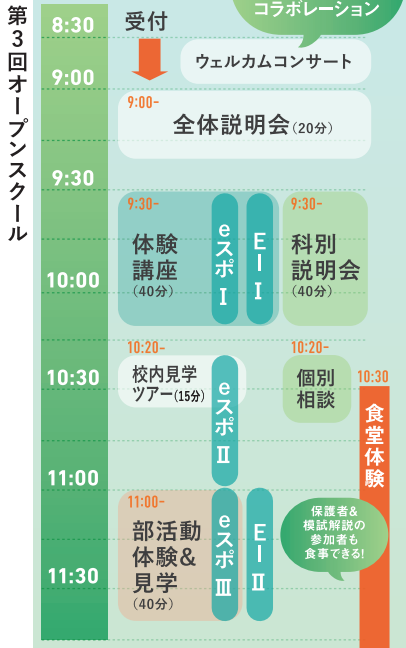 第3回オープンスクール
コラボレーション
8:30
受付
ウェルカムコンサート
9:00
9:00-
全体説明会(20分)
9:30
9:30-
体験
講座
(40分)
eスポⅠ
EーⅠ
9:30-
科別
説明会
(40分)
10:00
10:20-
校内見学
ツアー(15分)
eスポⅡ
10:20-
個別
相談
10:30
10:30
食堂体験
11:00
11:00-
部活動
体験&
見学
(40分)
eスポⅢ
EーⅡ
保護者&
模試解説の
参加者も
食事できる!
11:30